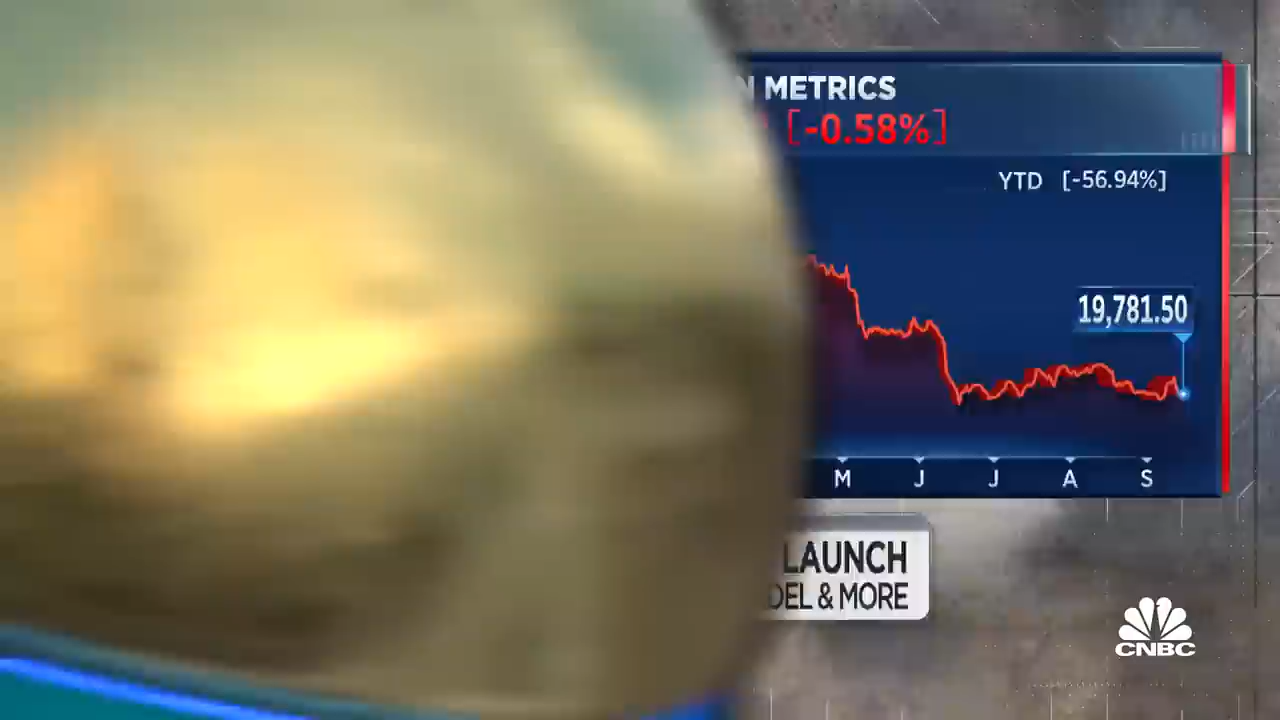 METRICS
[-0.58%]
YTD [-56.94%]
19,781.50
M J J A S
LAUNCH
& MORE
CNBC